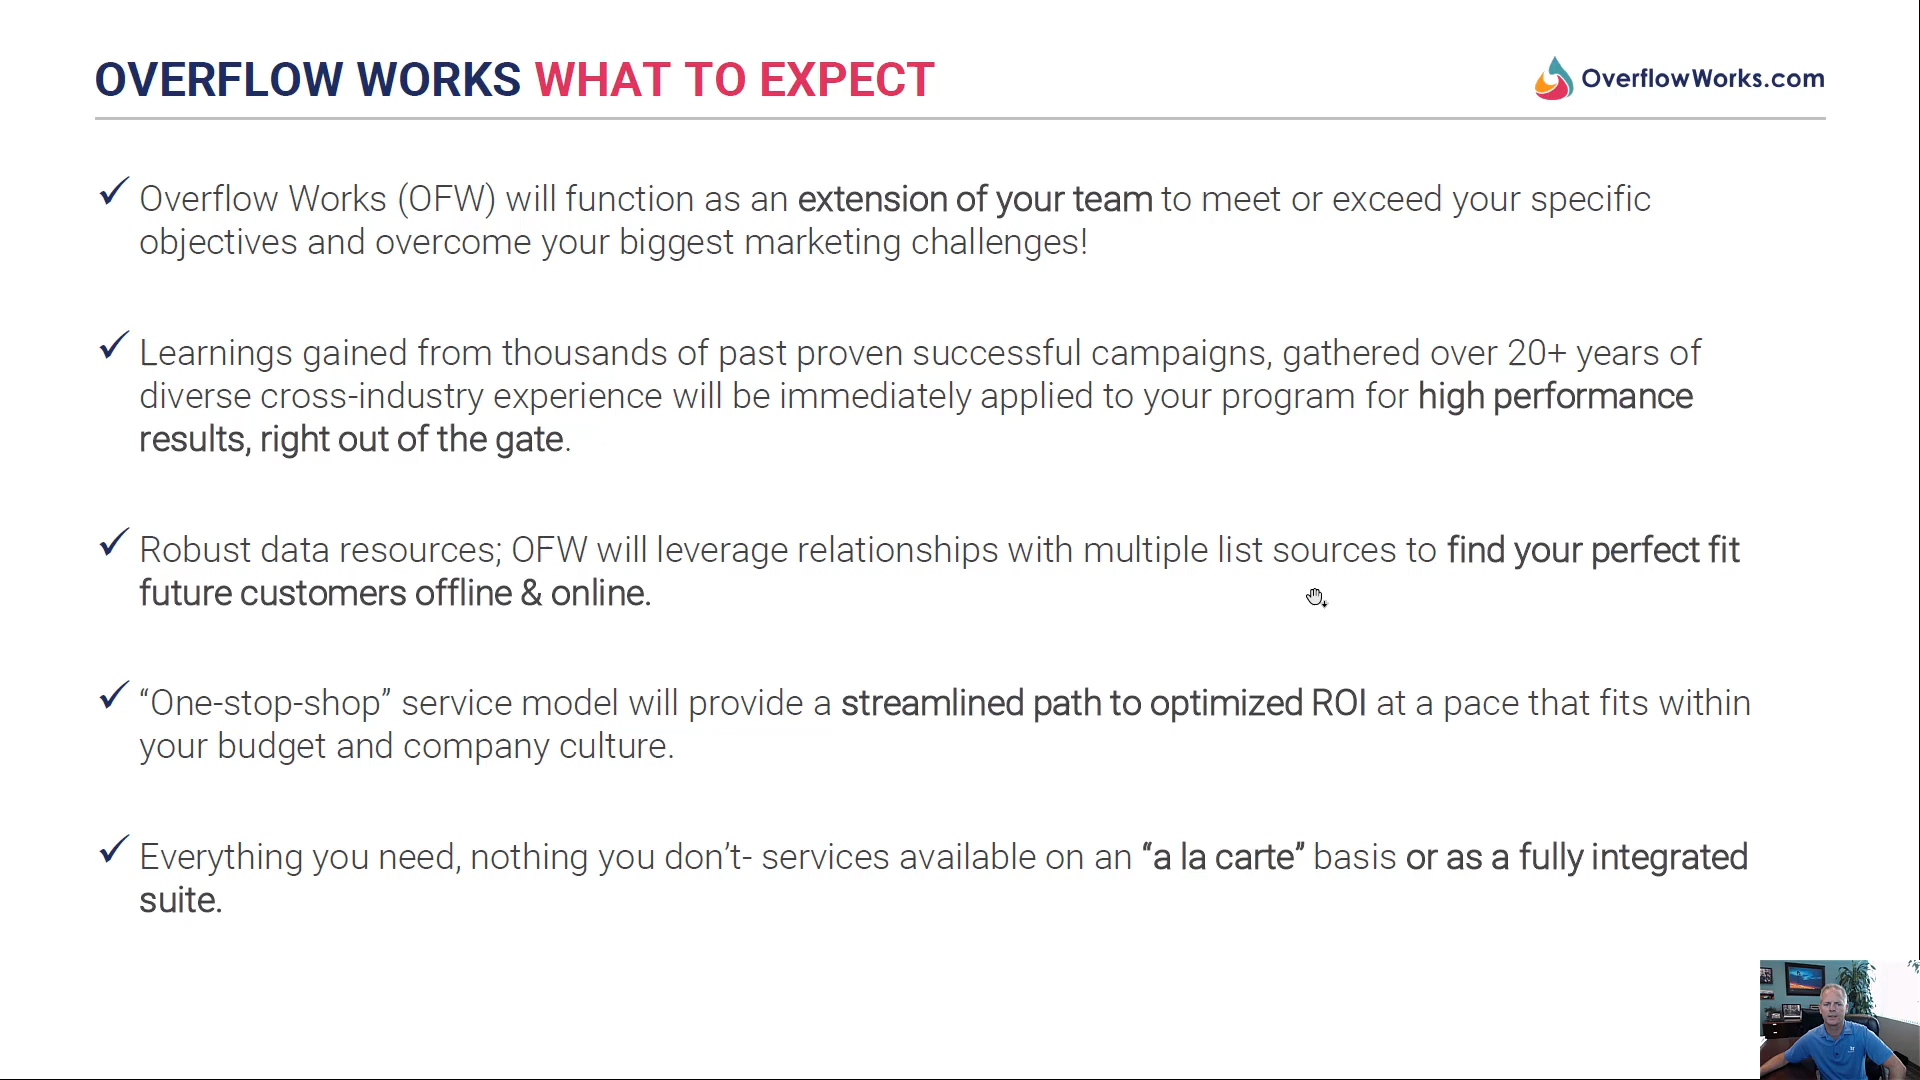 OVERFLOW WORKS WHAT TO EXPECT
OverflowWorks.com
Overflow Works (OFW) will function as an extension of your team to meet or exceed your specific
objectives and overcome your biggest marketing challenges!
Learnings gained from thousands of past proven successful campaigns, gathered over 20+ years of
diverse cross-industry experience will be immediately applied to your program for high performance
results, right out of the gate.
Robust data resources; OFW will leverage relationships with multiple list sources to find your perfect fit
future customers offline & online.
“One-stop-shop” service model will provide a streamlined path to optimized ROI at a pace that fits within
your budget and company culture.
Everything you need, nothing you don’t- services available on an “a la carte” basis or as a fully integrated
suite.